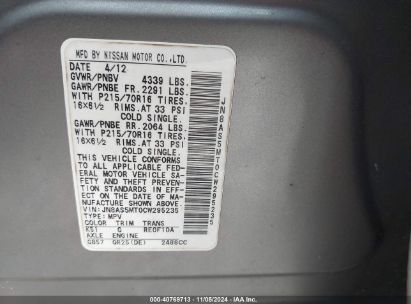 MFD BY NISSAN MOTOR CO.,LTD.
DATE 4/12
GVWR/PNBV 4339 LBS.
GAWR/PNBE FR. 2291 LBS.
WITH P215/70R16 TIRES.
16X6½ RIMS.AT 33 PSI
COLD SINGLE.
GAWR/PNBE RR. 2064 LBS.
WITH P215/70R16 TIRES.
16X6½ RIMS.AT 33 PSI
COLD SINGLE.
THIS VEHICLE CONFORMS
TO ALL APPLICABLE FED-
ERAL MOTOR VEHICLE SA-
FETY AND THEFT PREVEN-
TION STANDARDS IN EFF-
ECT ON THE DATE OF MA-
NUFACTURE SHOWN ABOVE.
VIN/JN8AS5MT0CW295235
TYPE: MPV
COLOR TRIM TRANS
K51 G RE0F10A
AXLE ENGINE
QR25(DE) 2488CC
JN8AS5MT0CW295235
Stock No: 40769713 - 11/05/2024 - IAA Inc.